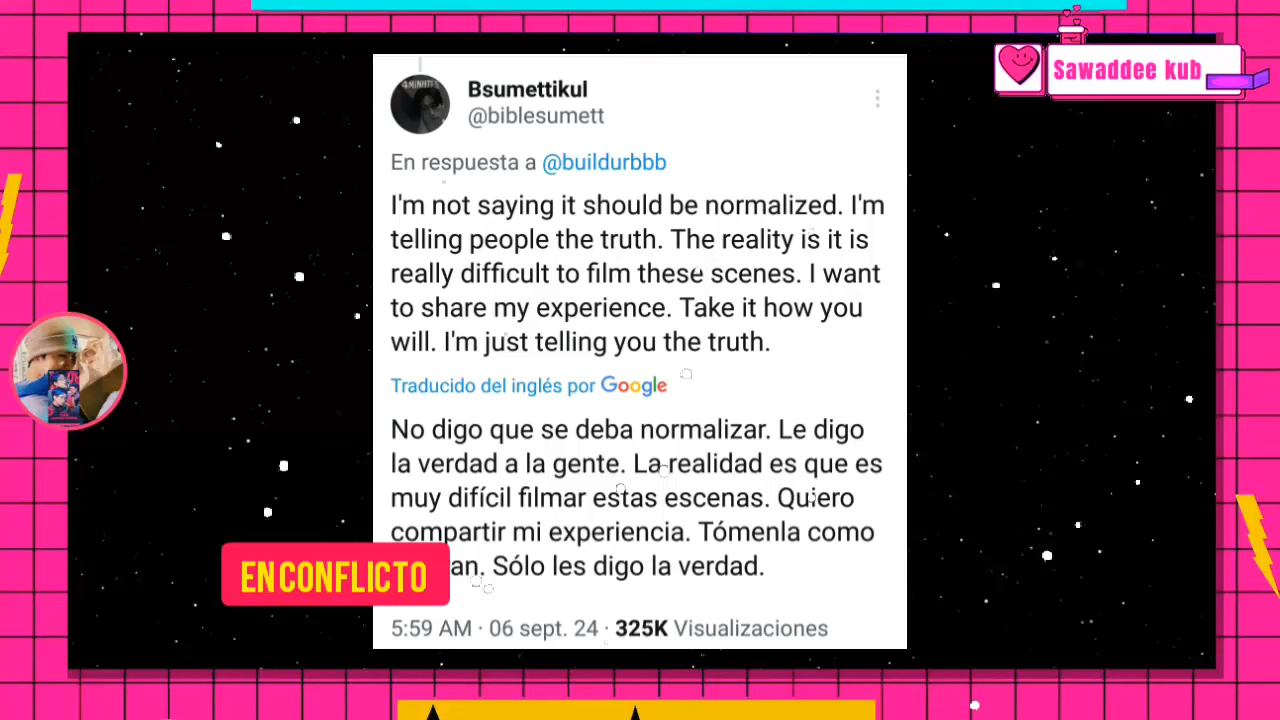 Sawaddee kub
4 MINUTES
Bsumettikul
@biblesumett
En respuesta a @buildurbbb
I'm not saying it should be normalized. I'm
telling people the truth. The reality is it is
really difficult to film these scenes. I want
to share my experience. Take it how you
will. I'm just telling you the truth.
Traducido del inglés por Google
No digo que se deba normalizar. Le digo
la verdad a la gente. La realidad es que es
muy difícil filmar estas escenas. Quiero
compartir mi experiencia. Tómenla como
an. Sólo les digo la verdad.
EN CONFLICTO
5:59 AM · 06 sept. 24 · 325K Visualizaciones